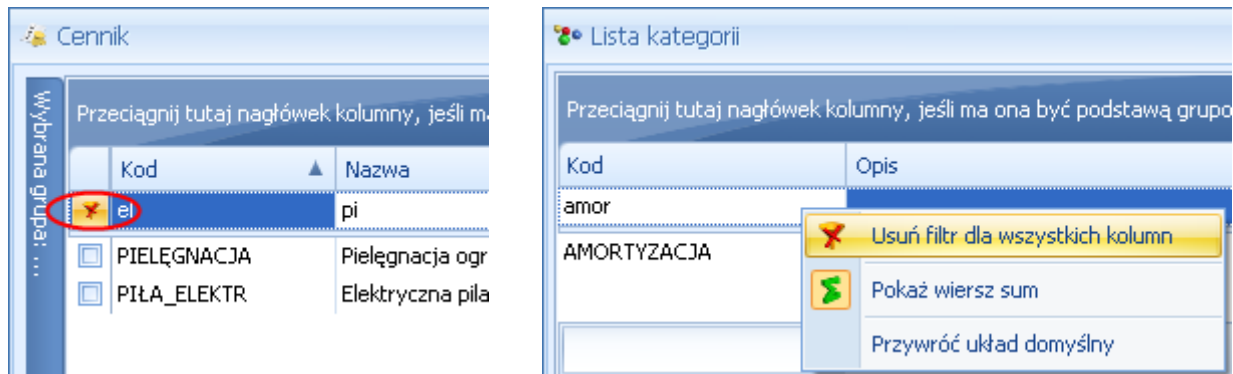 Cennik
Wybrana grupa: ...
Przeciągnij tutaj nagłówek kolumny, jeśli
Kod Nazwa
el pi
PIELĘGNACJA Pielęgnacja ogr
PIŁA_ELEKTR Elektryczna pila
Lista kategorii
Przeciągnij tutaj nagłówek kolumny, jeśli ma ona być podstawą grupo
Kod Opis
amor
AMORTYZACJA
Usuń filtr dla wszystkich kolumn
Pokaż wiersz sum
Przywróć układ domyślny